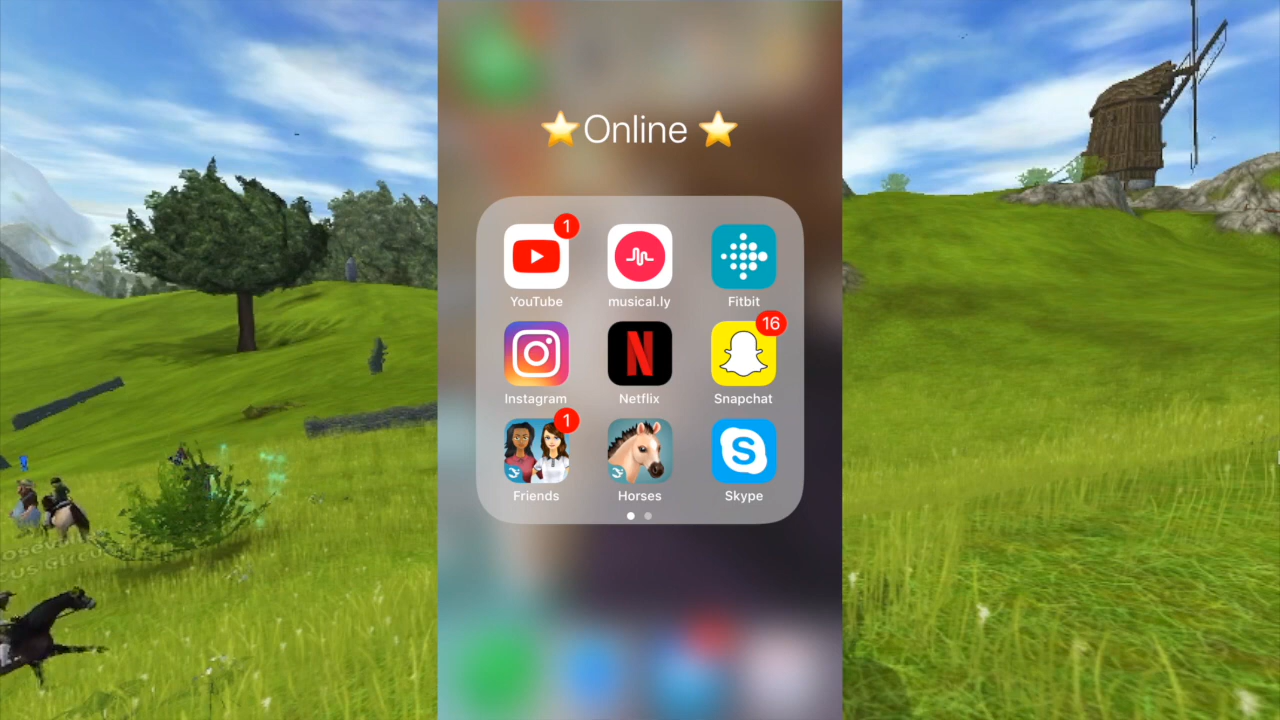 ⭐Online ⭐
1
YouTube musical.ly Fitbit
16
Instagram Netflix Snapchat
1
Friends Horses Skype